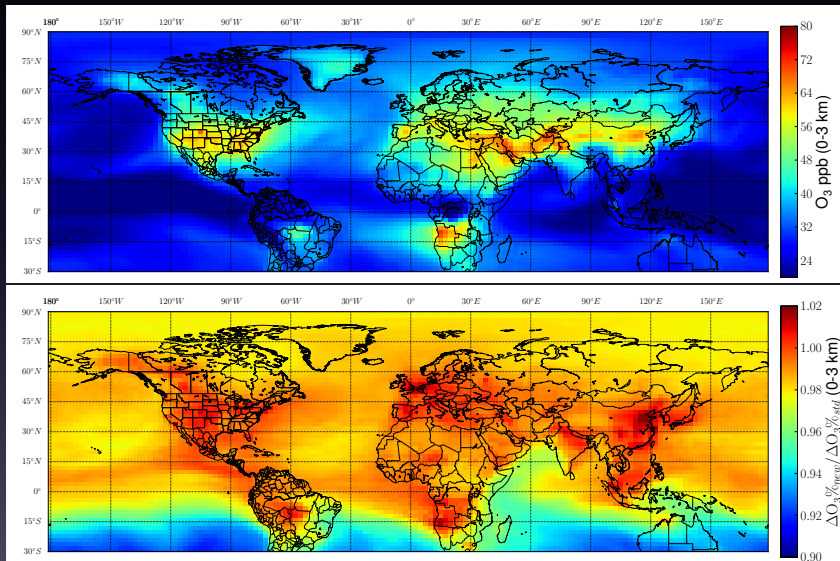 180° 150°W 120°W 90°W 60°W 30°W 0° 30°E 60°E 90°E 120°E 150°E
90°N
75°N
60°N
45°N
30°N
15°N
0°
15°S
30°S
80
72
64
56
48
40
32
24
O₃ ppb (0-3 km)
180° 150°W 120°W 90°W 60°W 30°W 0° 30°E 60°E 90°E 120°E 150°E
90°N
75°N
60°N
45°N
30°N
15°N
0°
15°S
30°S
1.02
1.00
0.98
0.96
0.94
0.92
0.90
ΔO₃%new/ΔO₃%std (0-3 km)